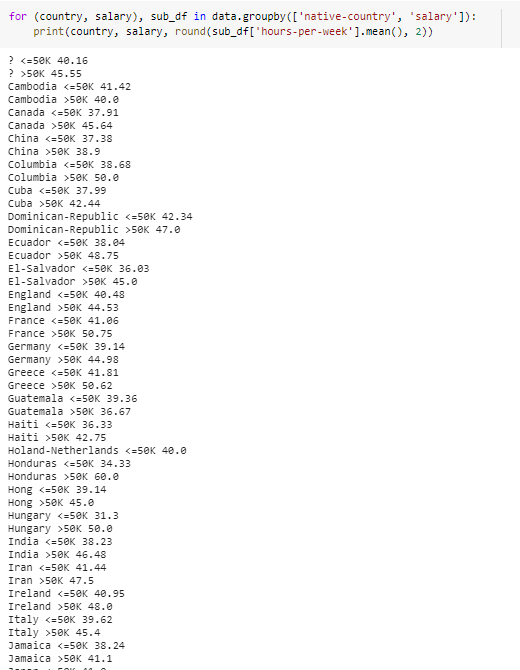 for (country, salary), sub_df in data.groupby(['native-country', 'salary']):
    print(country, salary, round(sub_df['hours-per-week'].mean(), 2))
? <=50K 40.16
? >50K 45.55
Cambodia <=50K 41.42
Cambodia >50K 40.0
Canada <=50K 37.91
Canada >50K 45.64
China <=50K 37.38
China >50K 38.9
Columbia <=50K 38.68
Columbia >50K 50.0
Cuba <=50K 37.99
Cuba >50K 42.44
Dominican-Republic <=50K 42.34
Dominican-Republic >50K 47.0
Ecuador <=50K 38.04
Ecuador >50K 48.75
El-Salvador <=50K 36.03
El-Salvador >50K 45.0
England <=50K 40.48
England >50K 44.53
France <=50K 41.06
France >50K 50.75
Germany <=50K 39.14
Germany >50K 44.98
Greece <=50K 41.81
Greece >50K 50.62
Guatemala <=50K 39.36
Guatemala >50K 36.67
Haiti <=50K 36.33
Haiti >50K 42.75
Holand-Netherlands <=50K 40.0
Honduras <=50K 34.33
Honduras >50K 60.0
Hong <=50K 39.14
Hong >50K 45.0
Hungary <=50K 31.3
Hungary >50K 50.0
India <=50K 38.23
India >50K 46.48
Iran <=50K 41.44
Iran >50K 47.5
Ireland <=50K 40.95
Ireland >50K 48.0
Italy <=50K 39.62
Italy >50K 45.4
Jamaica <=50K 38.24
Jamaica >50K 41.1